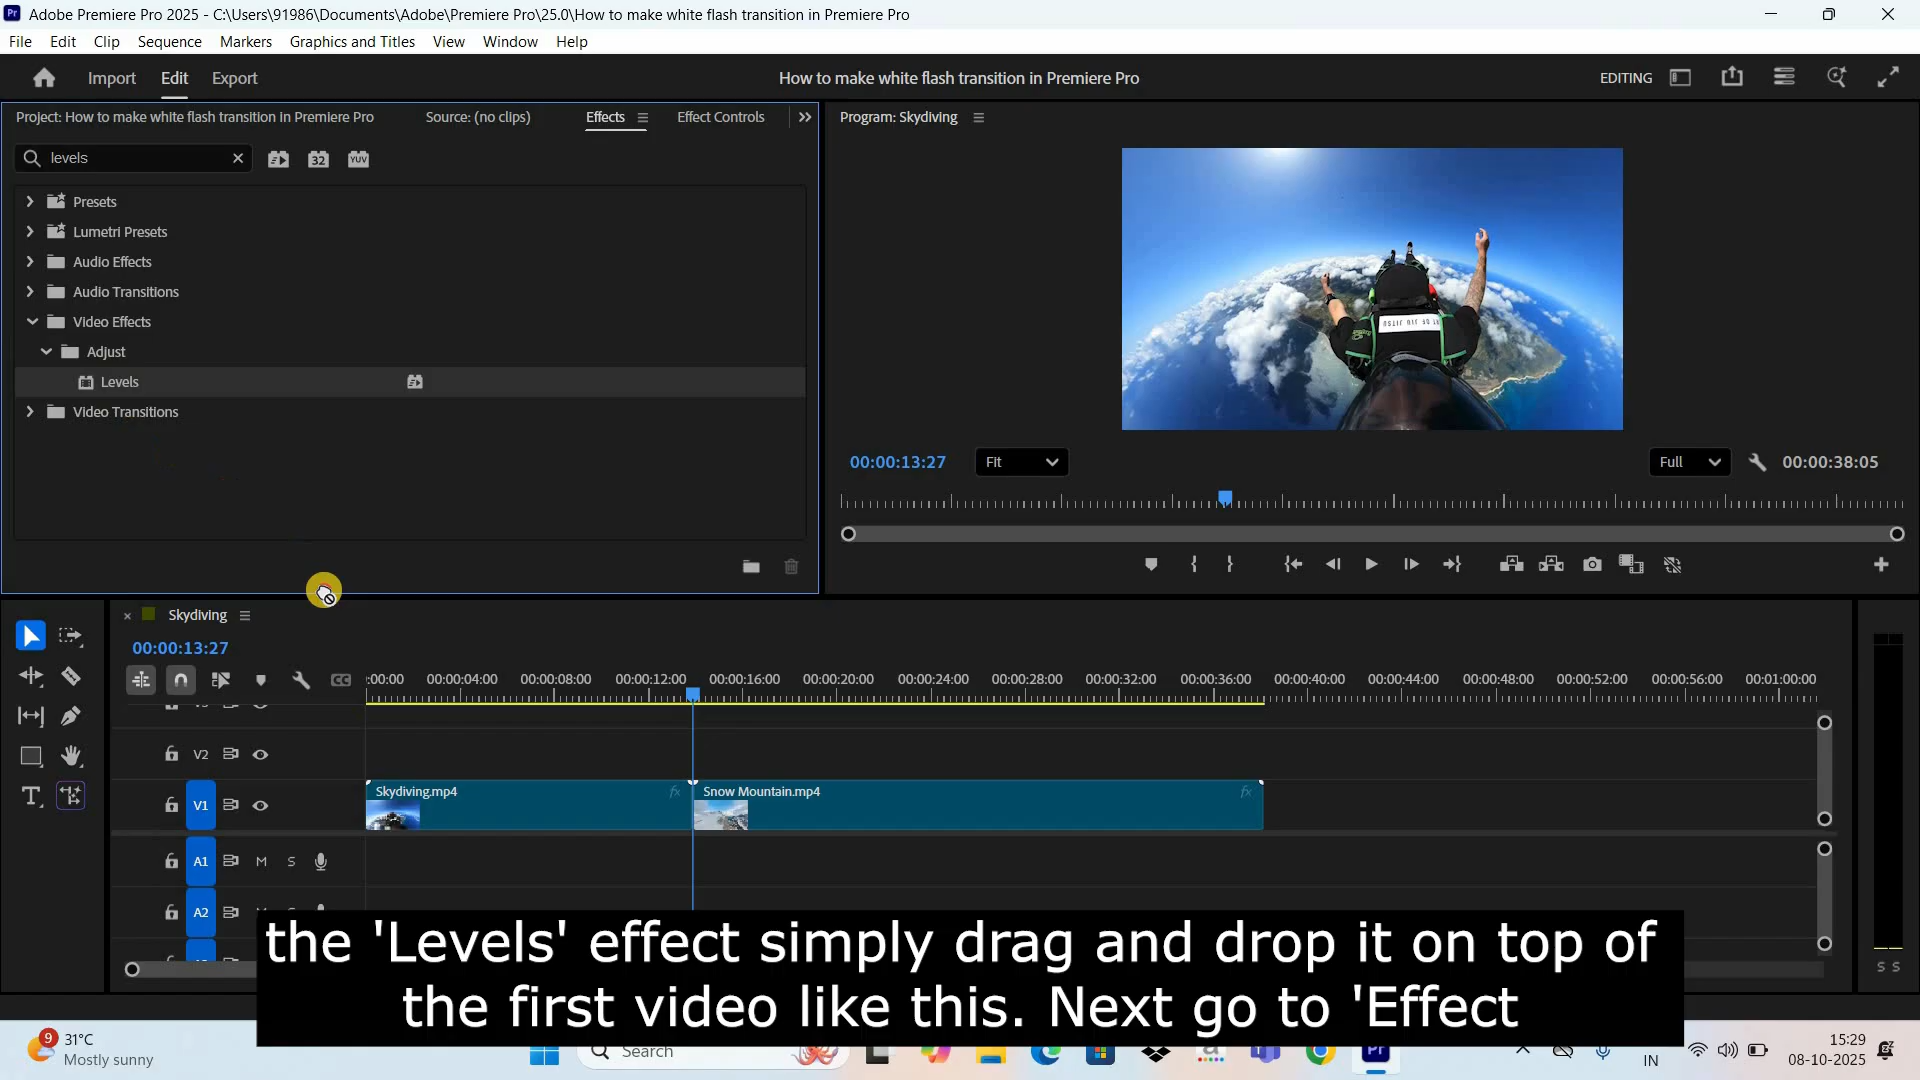 Adobe Premiere Pro 2025 - C:\Users\91986\Documents\Adobe\Premiere Pro\25.0\How to make white flash transition in Premiere Pro
File Edit Clip Sequence Markers Graphics and Titles View Window Help
Import Edit Export
How to make white flash transition in Premiere Pro
EDITING
Project: How to make white flash transition in Premiere Pro
Source: (no clips)
Effects
Effect Controls
Program: Skydiving
levels
32
YUV
Presets
Lumetri Presets
Audio Effects
Audio Transitions
Video Effects
Adjust
Levels
Video Transitions
00:00:13:27
Fit
Full
00:00:38:05
Skydiving
00:00:13:27
CC
:00:00 00:00:04:00 00:00:08:00 00:00:12:00 00:00:16:00 00:00:20:00 00:00:24:00 00:00:28:00 00:00:32:00 00:00:36:00 00:00:40:00 00:00:44:00 00:00:48:00 00:00:52:00 00:00:56:00 00:01:00:00
V2
V1
Skydiving.mp4 fx
Snow Mountain.mp4 fx
A1 M S
A2
S S
the 'Levels' effect simply drag and drop it on top of
the first video like this. Next go to 'Effect
9
31°C
Mostly sunny
Search
Pr
IN
15:29
08-10-2025